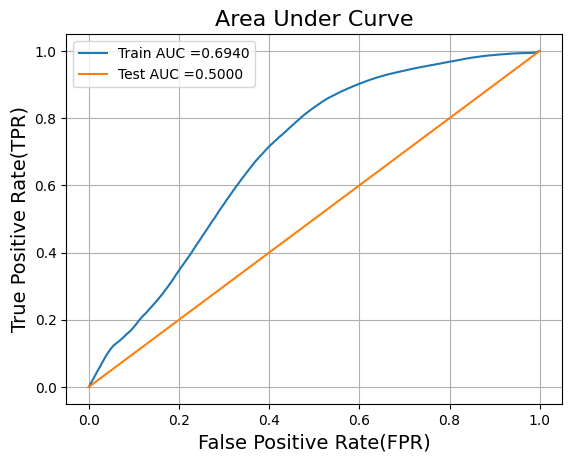 Area Under Curve
Train AUC =0.6940
Test AUC =0.5000
True Positive Rate(TPR)
1.0
0.8
0.6
0.4
0.2
0.0
0.0 0.2 0.4 0.6 0.8 1.0
False Positive Rate(FPR)